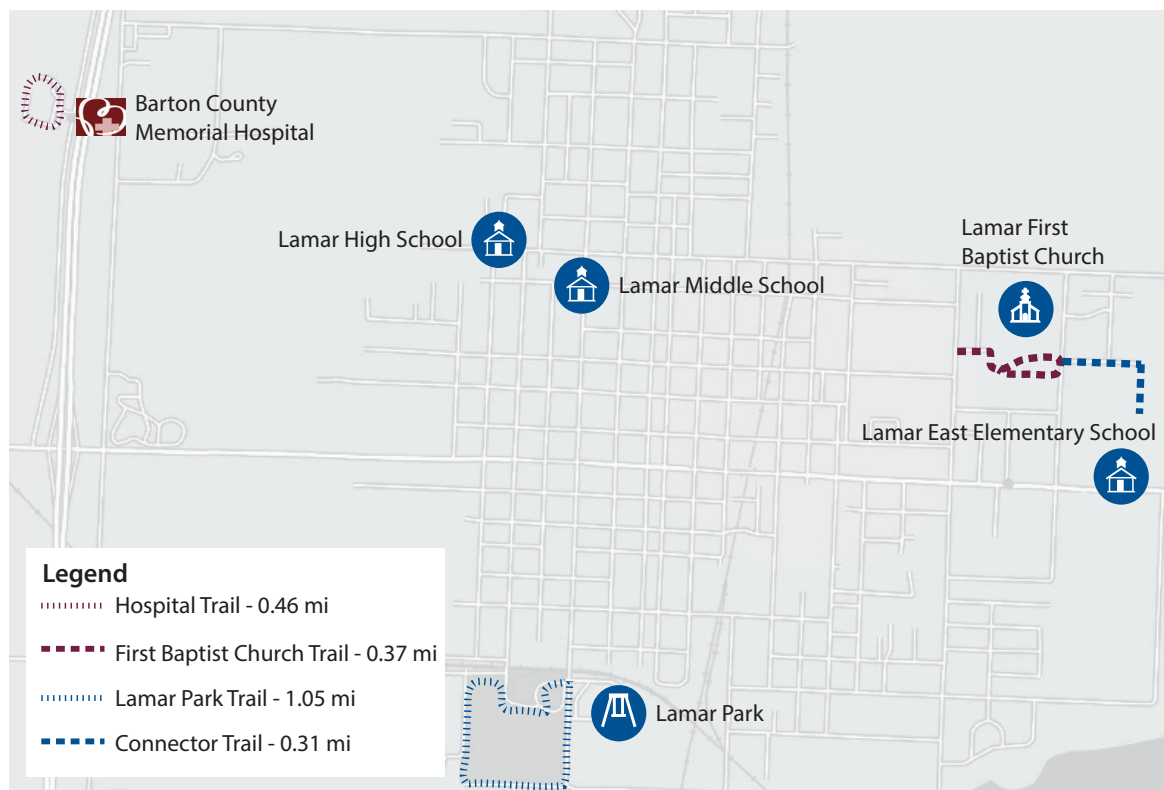 Barton County
Memorial Hospital
Lamar High School
Lamar Middle School
Lamar First
Baptist Church
Lamar East Elementary School
Legend
Hospital Trail - 0.46 mi
First Baptist Church Trail - 0.37 mi
Lamar Park Trail - 1.05 mi
Connector Trail - 0.31 mi
Lamar Park